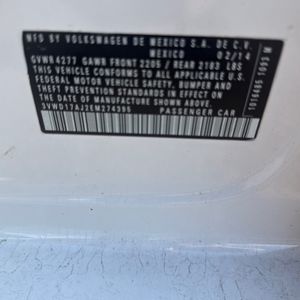 MFG BY VOLKSWAGEN DE MEXICO S.A. DE C.V.
MEXICO 02/14
GVWR 4277 GAWR FRONT 2205 / REAR 2183 LBS
THIS VEHICLE CONFORMS TO ALL APPLICABLE
FEDERAL MOTOR VEHICLE SAFETY, BUMPER AND
THEFT PREVENTION STANDARDS IN EFFECT ON
THE DATE OF MANUFACTURE SHOWN ABOVE
3VWD17AJ2EM374395
PASSENGER CAR